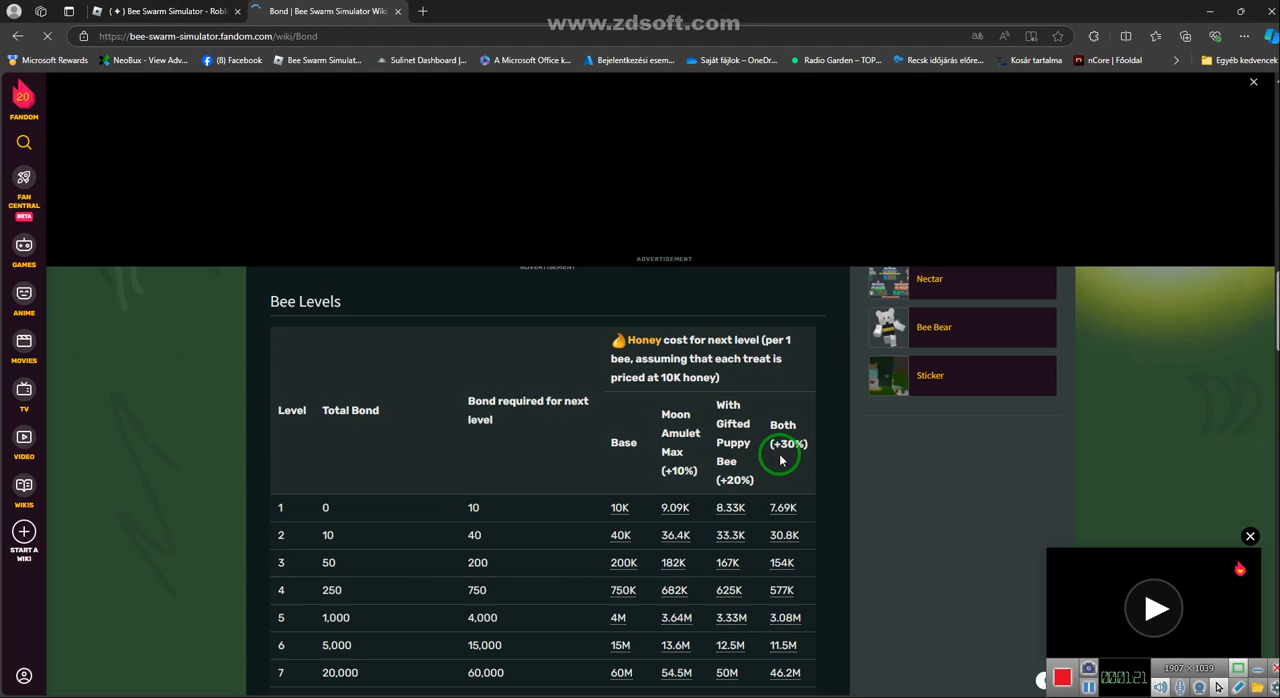 ( ✦ ) Bee Swarm Simulator - Robl
Bond | Bee Swarm Simulator Wiki
www.zdsoft.com
https://bee-swarm-simulator.fandom.com/wiki/Bond
Microsoft Rewards
NeoBux - View Adv...
(8) Facebook
Bee Swarm Simulat...
Sulinet Dashboard |...
A Microsoft Office k...
Bejelentkezési esem...
Saját fájlok – OneDr...
Radio Garden – TOP...
Recsk időjárás előre...
Kosár tartalma
nCore | Főoldal
Egyéb kedvencek
20
FANDOM
FAN
CENTRAL
BETA
GAMES
ANIME
MOVIES
TV
VIDEO
WIKIS
START A
WIKI
ADVERTISEMENT
ADVERTISEMENT
Nectar
Bee Bear
Sticker
Bee Levels
Level
Total Bond
Bond required for next
level
Honey cost for next level (per 1
bee, assuming that each treat is
priced at 10K honey)
Base
Moon
Amulet
Max
(+10%)
With
Gifted
Puppy
Bee
(+20%)
Both
(+30%)
1 0 10 10K 9.09K 8.33K 7.69K
2 10 40 40K 36.4K 33.3K 30.8K
3 50 200 200K 182K 167K 154K
4 250 750 750K 682K 625K 577K
5 1,000 4,000 4M 3.64M 3.33M 3.08M
6 5,000 15,000 15M 13.6M 12.5M 11.5M
7 20,000 60,000 60M 54.5M 50M 46.2M
1907 × 1039
00:01:21